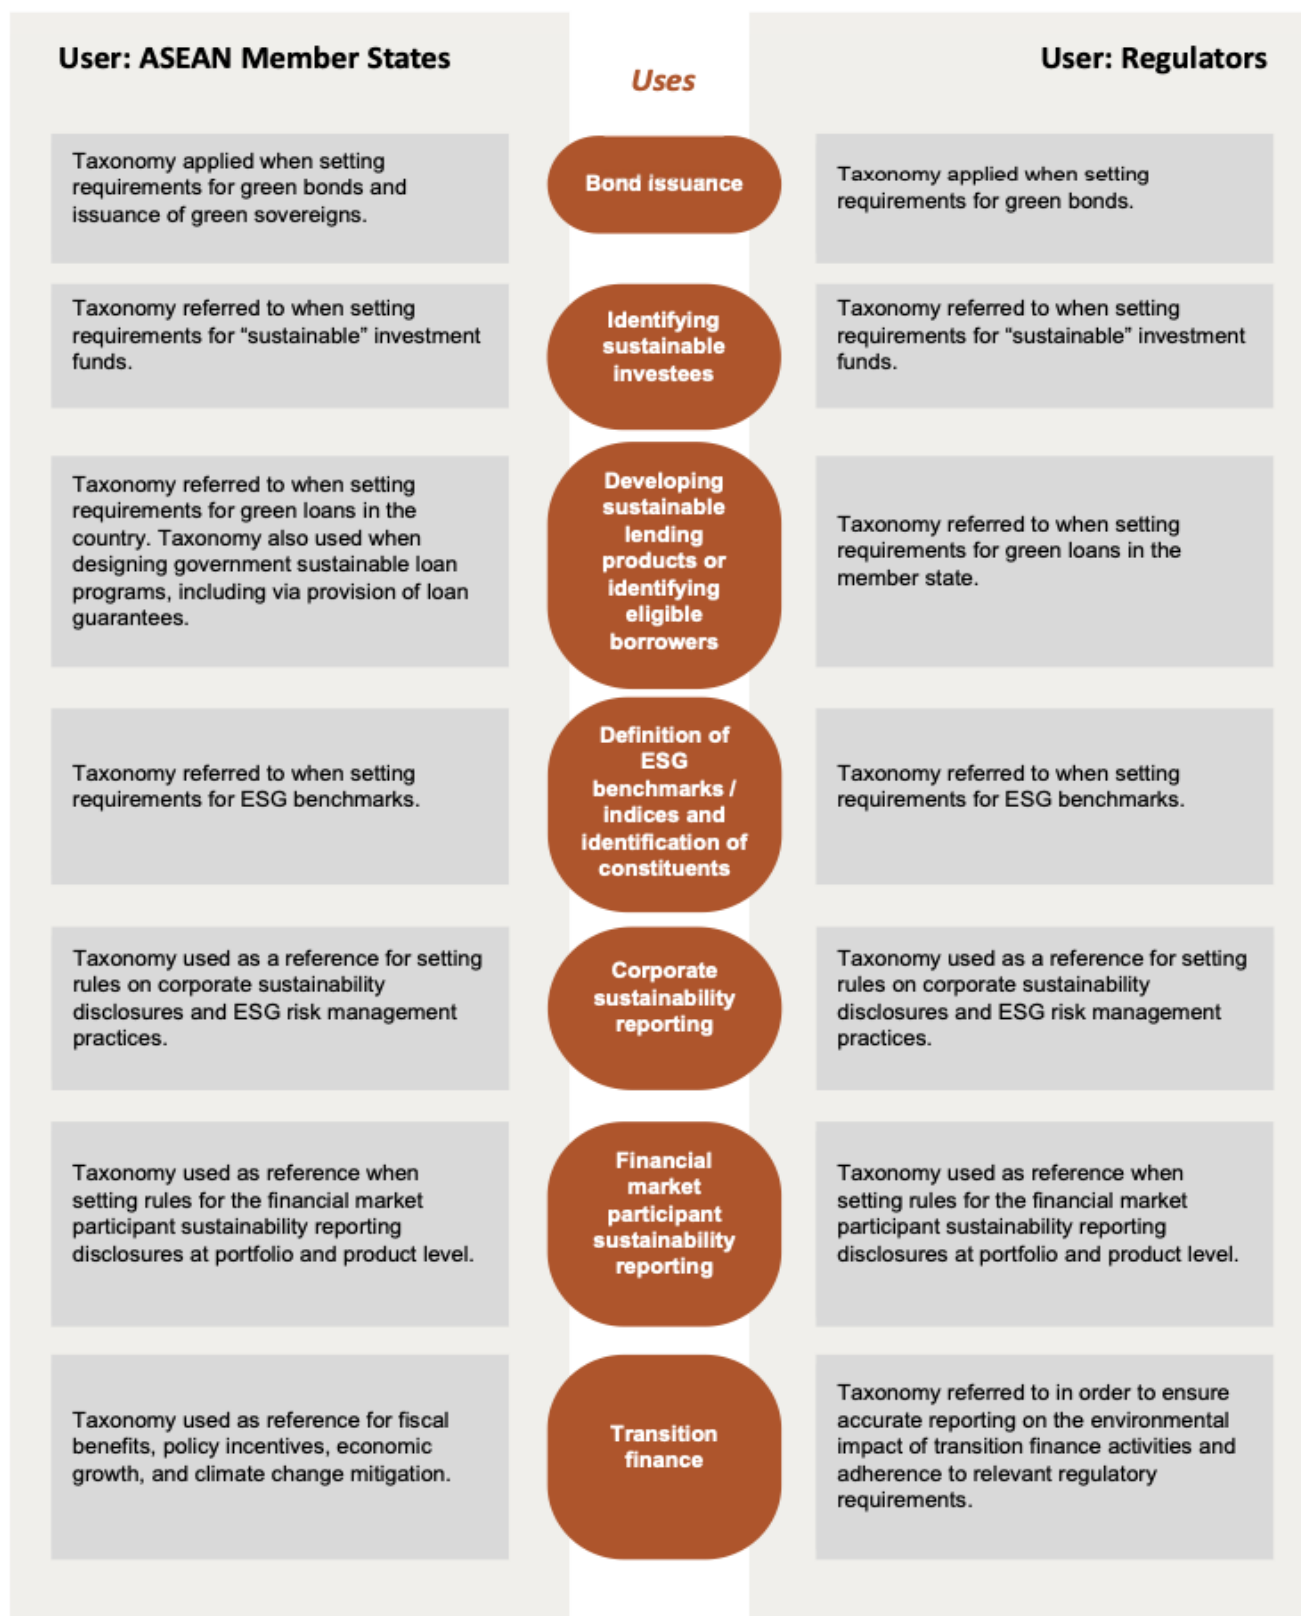 User: ASEAN Member States
Uses
User: Regulators
Taxonomy applied when setting
requirements for green bonds and
issuance of green sovereigns.
Bond issuance
Taxonomy applied when setting
requirements for green bonds.
Taxonomy referred to when setting
requirements for “sustainable” investment
funds.
Identifying
sustainable
investees
Taxonomy referred to when setting
requirements for “sustainable” investment
funds.
Taxonomy referred to when setting
requirements for green loans in the
country. Taxonomy also used when
designing government sustainable loan
programs, including via provision of loan
guarantees.
Developing
sustainable
lending
products or
identifying
eligible
borrowers
Taxonomy referred to when setting
requirements for green loans in the
member state.
Taxonomy referred to when setting
requirements for ESG benchmarks.
Definition of
ESG
benchmarks /
indices and
identification of
constituents
Taxonomy referred to when setting
requirements for ESG benchmarks.
Taxonomy used as a reference for setting
rules on corporate sustainability
disclosures and ESG risk management
practices.
Corporate
sustainability
reporting
Taxonomy used as a reference for setting
rules on corporate sustainability
disclosures and ESG risk management
practices.
Taxonomy used as reference when
setting rules for the financial market
participant sustainability reporting
disclosures at portfolio and product level.
Financial
market
participant
sustainability
reporting
Taxonomy used as reference when
setting rules for the financial market
participant sustainability reporting
disclosures at portfolio and product level.
Taxonomy used as reference for fiscal
benefits, policy incentives, economic
growth, and climate change mitigation.
Transition
finance
Taxonomy referred to in order to ensure
accurate reporting on the environmental
impact of transition finance activities and
adherence to relevant regulatory
requirements.